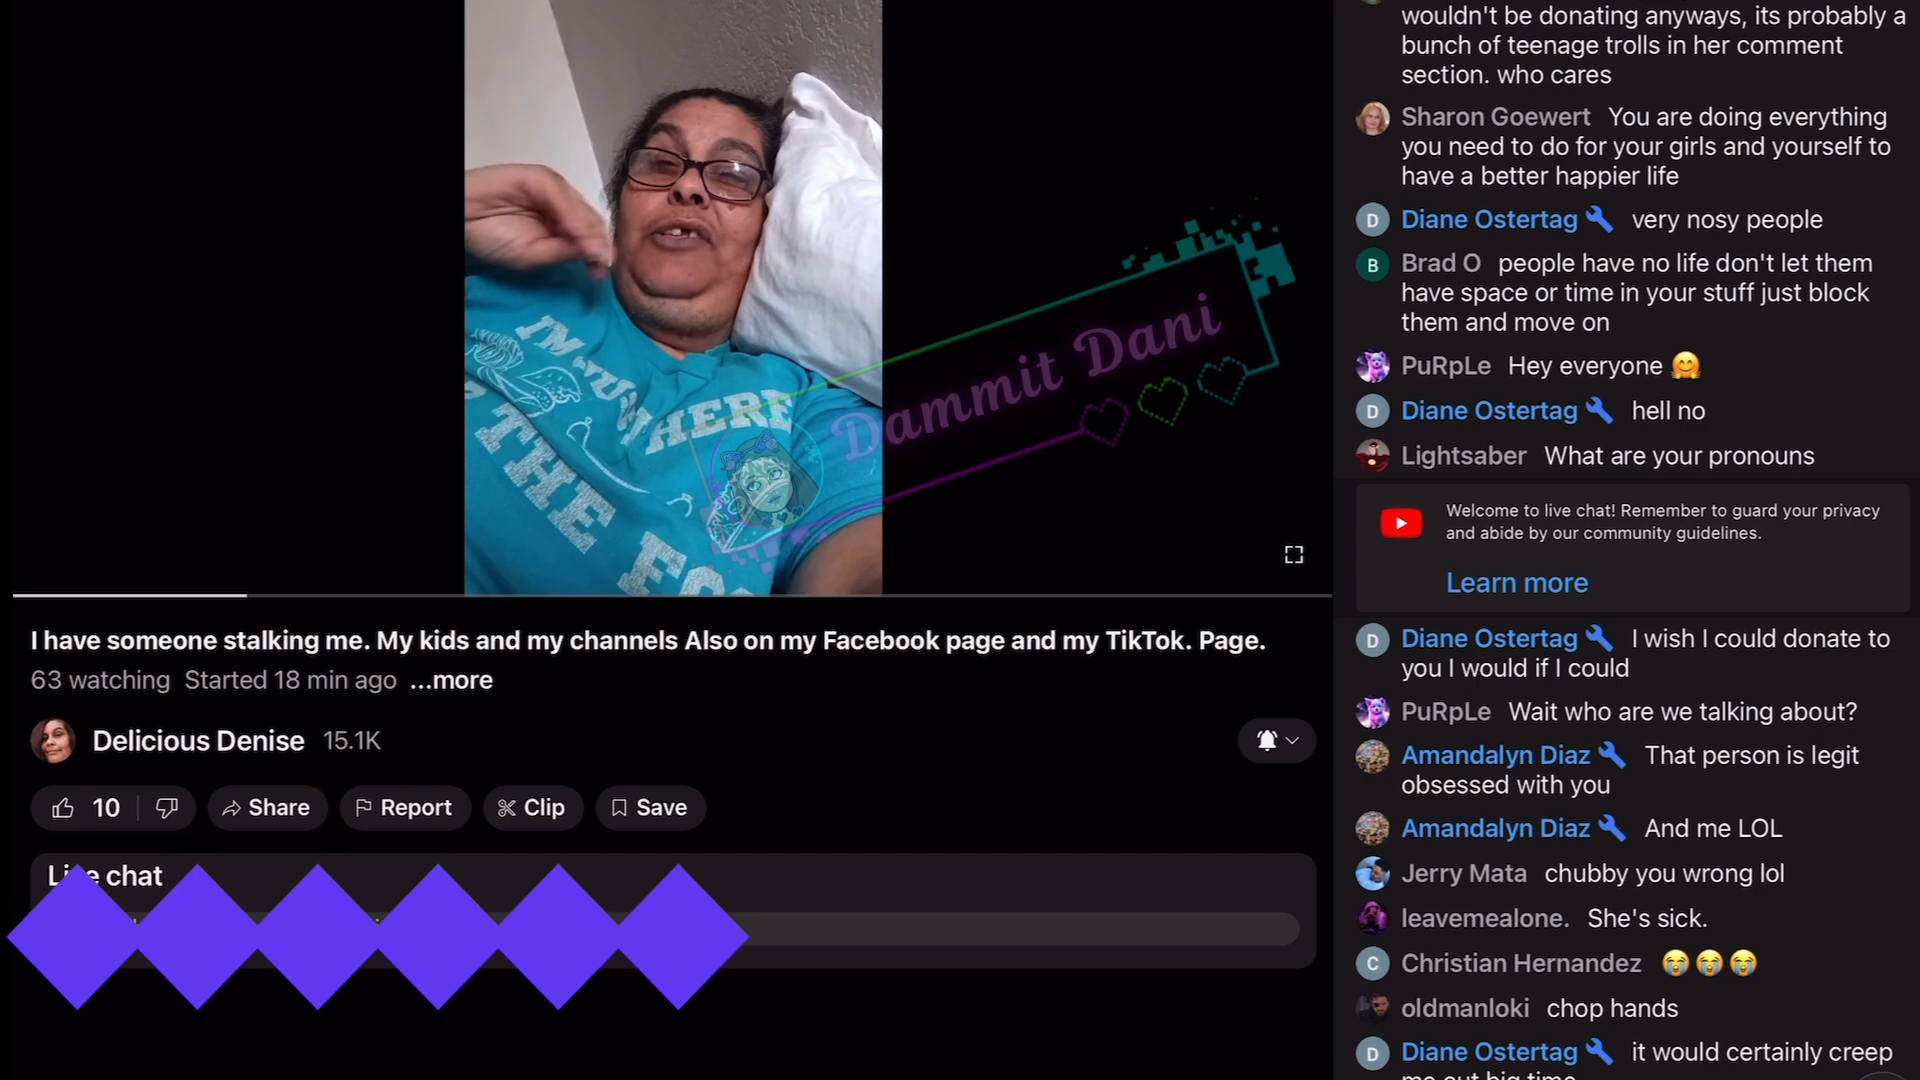 I'M JUST HERE
THE FO
Dammit Dani
I have someone stalking me. My kids and my channels Also on my Facebook page and my TikTok. Page.
63 watching Started 18 min ago ...more
Delicious Denise 15.1K
10 Share Report Clip Save
chat
wouldn't be donating anyways, its probably a
bunch of teenage trolls in her comment
section. who cares
Sharon Goewert You are doing everything
you need to do for your girls and yourself to
have a better happier life
D Diane Ostertag very nosy people
B Brad O people have no life don't let them
have space or time in your stuff just block
them and move on
PuRpLe Hey everyone 🤗
D Diane Ostertag hell no
Lightsaber What are your pronouns
Welcome to live chat! Remember to guard your privacy
and abide by our community guidelines.
Learn more
D Diane Ostertag I wish I could donate to
you I would if I could
PuRpLe Wait who are we talking about?
Amandalyn Diaz That person is legit
obsessed with you
Amandalyn Diaz And me LOL
Jerry Mata chubby you wrong lol
leavemealone. She's sick.
C Christian Hernandez 😭😭😭
oldmanloki chop hands
D Diane Ostertag it would certainly creep
me out big time